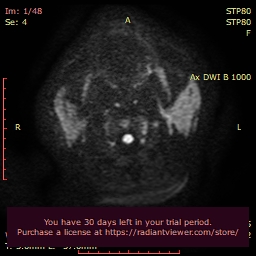 Im: 1/48
Se: 4
STP80
STP80
F
A
Ax DWI B 1000
R
L
You have 30 days left in your trial period.
Purchase a license at https://radiantviewer.com/store/